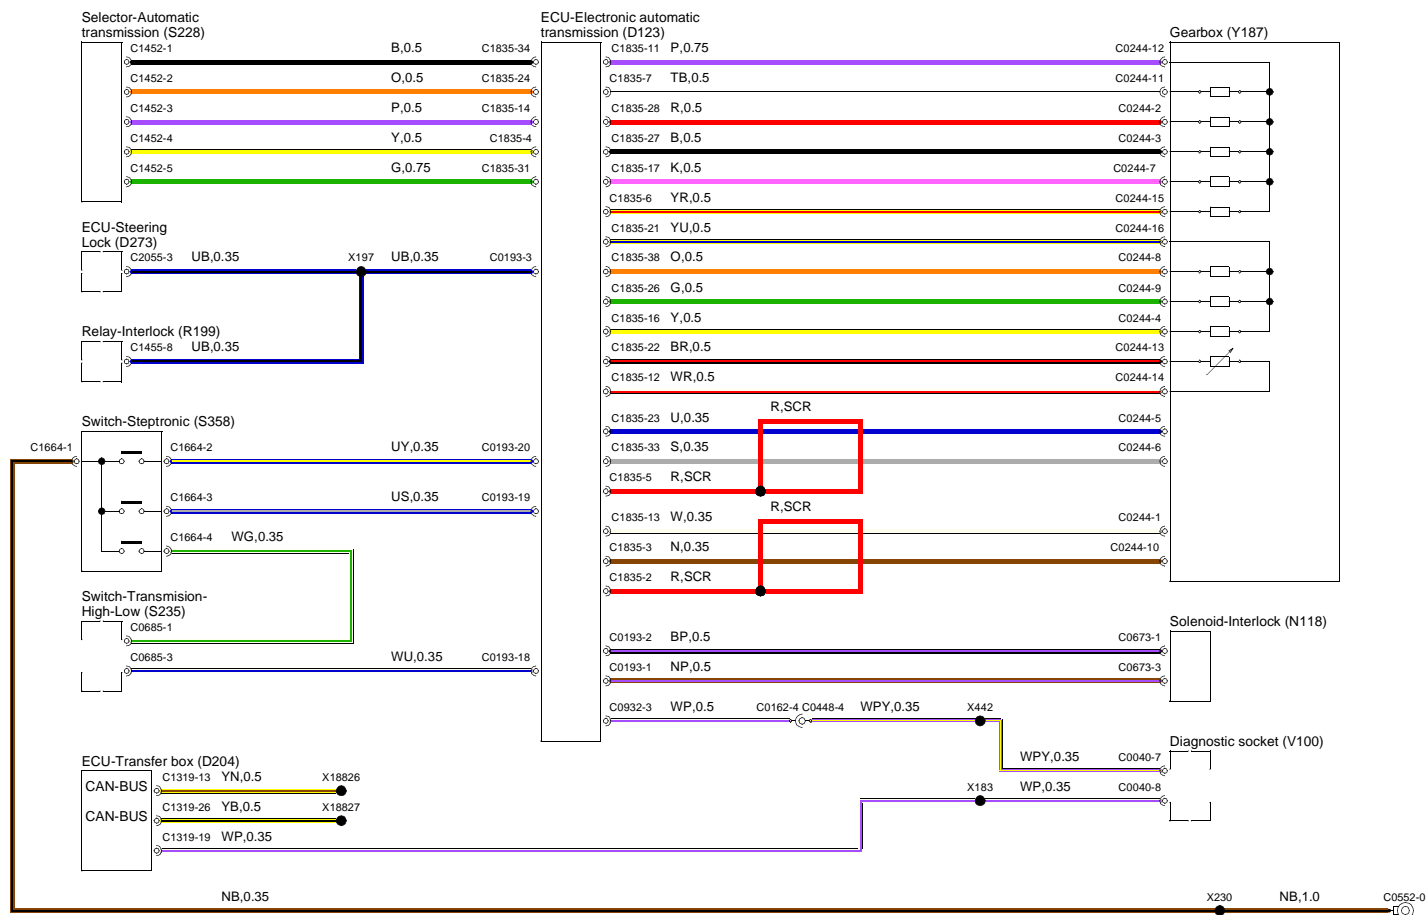 Selector-Automatic
transmission (S228)
C1452-1 B,0.5 C1835-34
C1452-2 O,0.5 C1835-24
C1452-3 P,0.5 C1835-14
C1452-4 Y,0.5 C1835-4
C1452-5 G,0.75 C1835-31
ECU-Steering
Lock (D273)
C2055-3 UB,0.35 X197 UB,0.35 C0193-3
Relay-Interlock (R199)
C1455-8 UB,0.35
Switch-Steptronic (S358)
C1664-1 C1664-2 UY,0.35 C0193-20
C1664-3 US,0.35 C0193-19
C1664-4 WG,0.35
Switch-Transmision-
High-Low (S235)
C0685-1
C0685-3 WU,0.35 C0193-18
ECU-Transfer box (D204)
CAN-BUS C1319-13 YN,0.5 X18826
CAN-BUS C1319-26 YB,0.5 X18827
C1319-19 WP,0.35
ECU-Electronic automatic
transmission (D123)
Gearbox (Y187)
C1835-11 P,0.75 C0244-12
C1835-7 TB,0.5 C0244-11
C1835-28 R,0.5 C0244-2
C1835-27 B,0.5 C0244-3
C1835-17 K,0.5 C0244-7
C1835-6 YR,0.5 C0244-15
C1835-21 YU,0.5 C0244-16
C1835-38 O,0.5 C0244-8
C1835-26 G,0.5 C0244-9
C1835-16 Y,0.5 C0244-4
C1835-22 BR,0.5 C0244-13
C1835-12 WR,0.5 C0244-14
R,SCR
C1835-23 U,0.35 C0244-5
C1835-33 S,0.35 C0244-6
C1835-5 R,SCR
R,SCR
C1835-13 W,0.35 C0244-1
C1835-3 N,0.35 C0244-10
C1835-2 R,SCR
Solenoid-Interlock (N118)
C0193-2 BP,0.5 C0673-1
C0193-1 NP,0.5 C0673-3
C0932-3 WP,0.5 C0162-4 C0448-4 WPY,0.35 X442
Diagnostic socket (V100)
WPY,0.35 C0040-7
X183 WP,0.35 C0040-8
NB,0.35 X230 NB,1.0 C0552-0